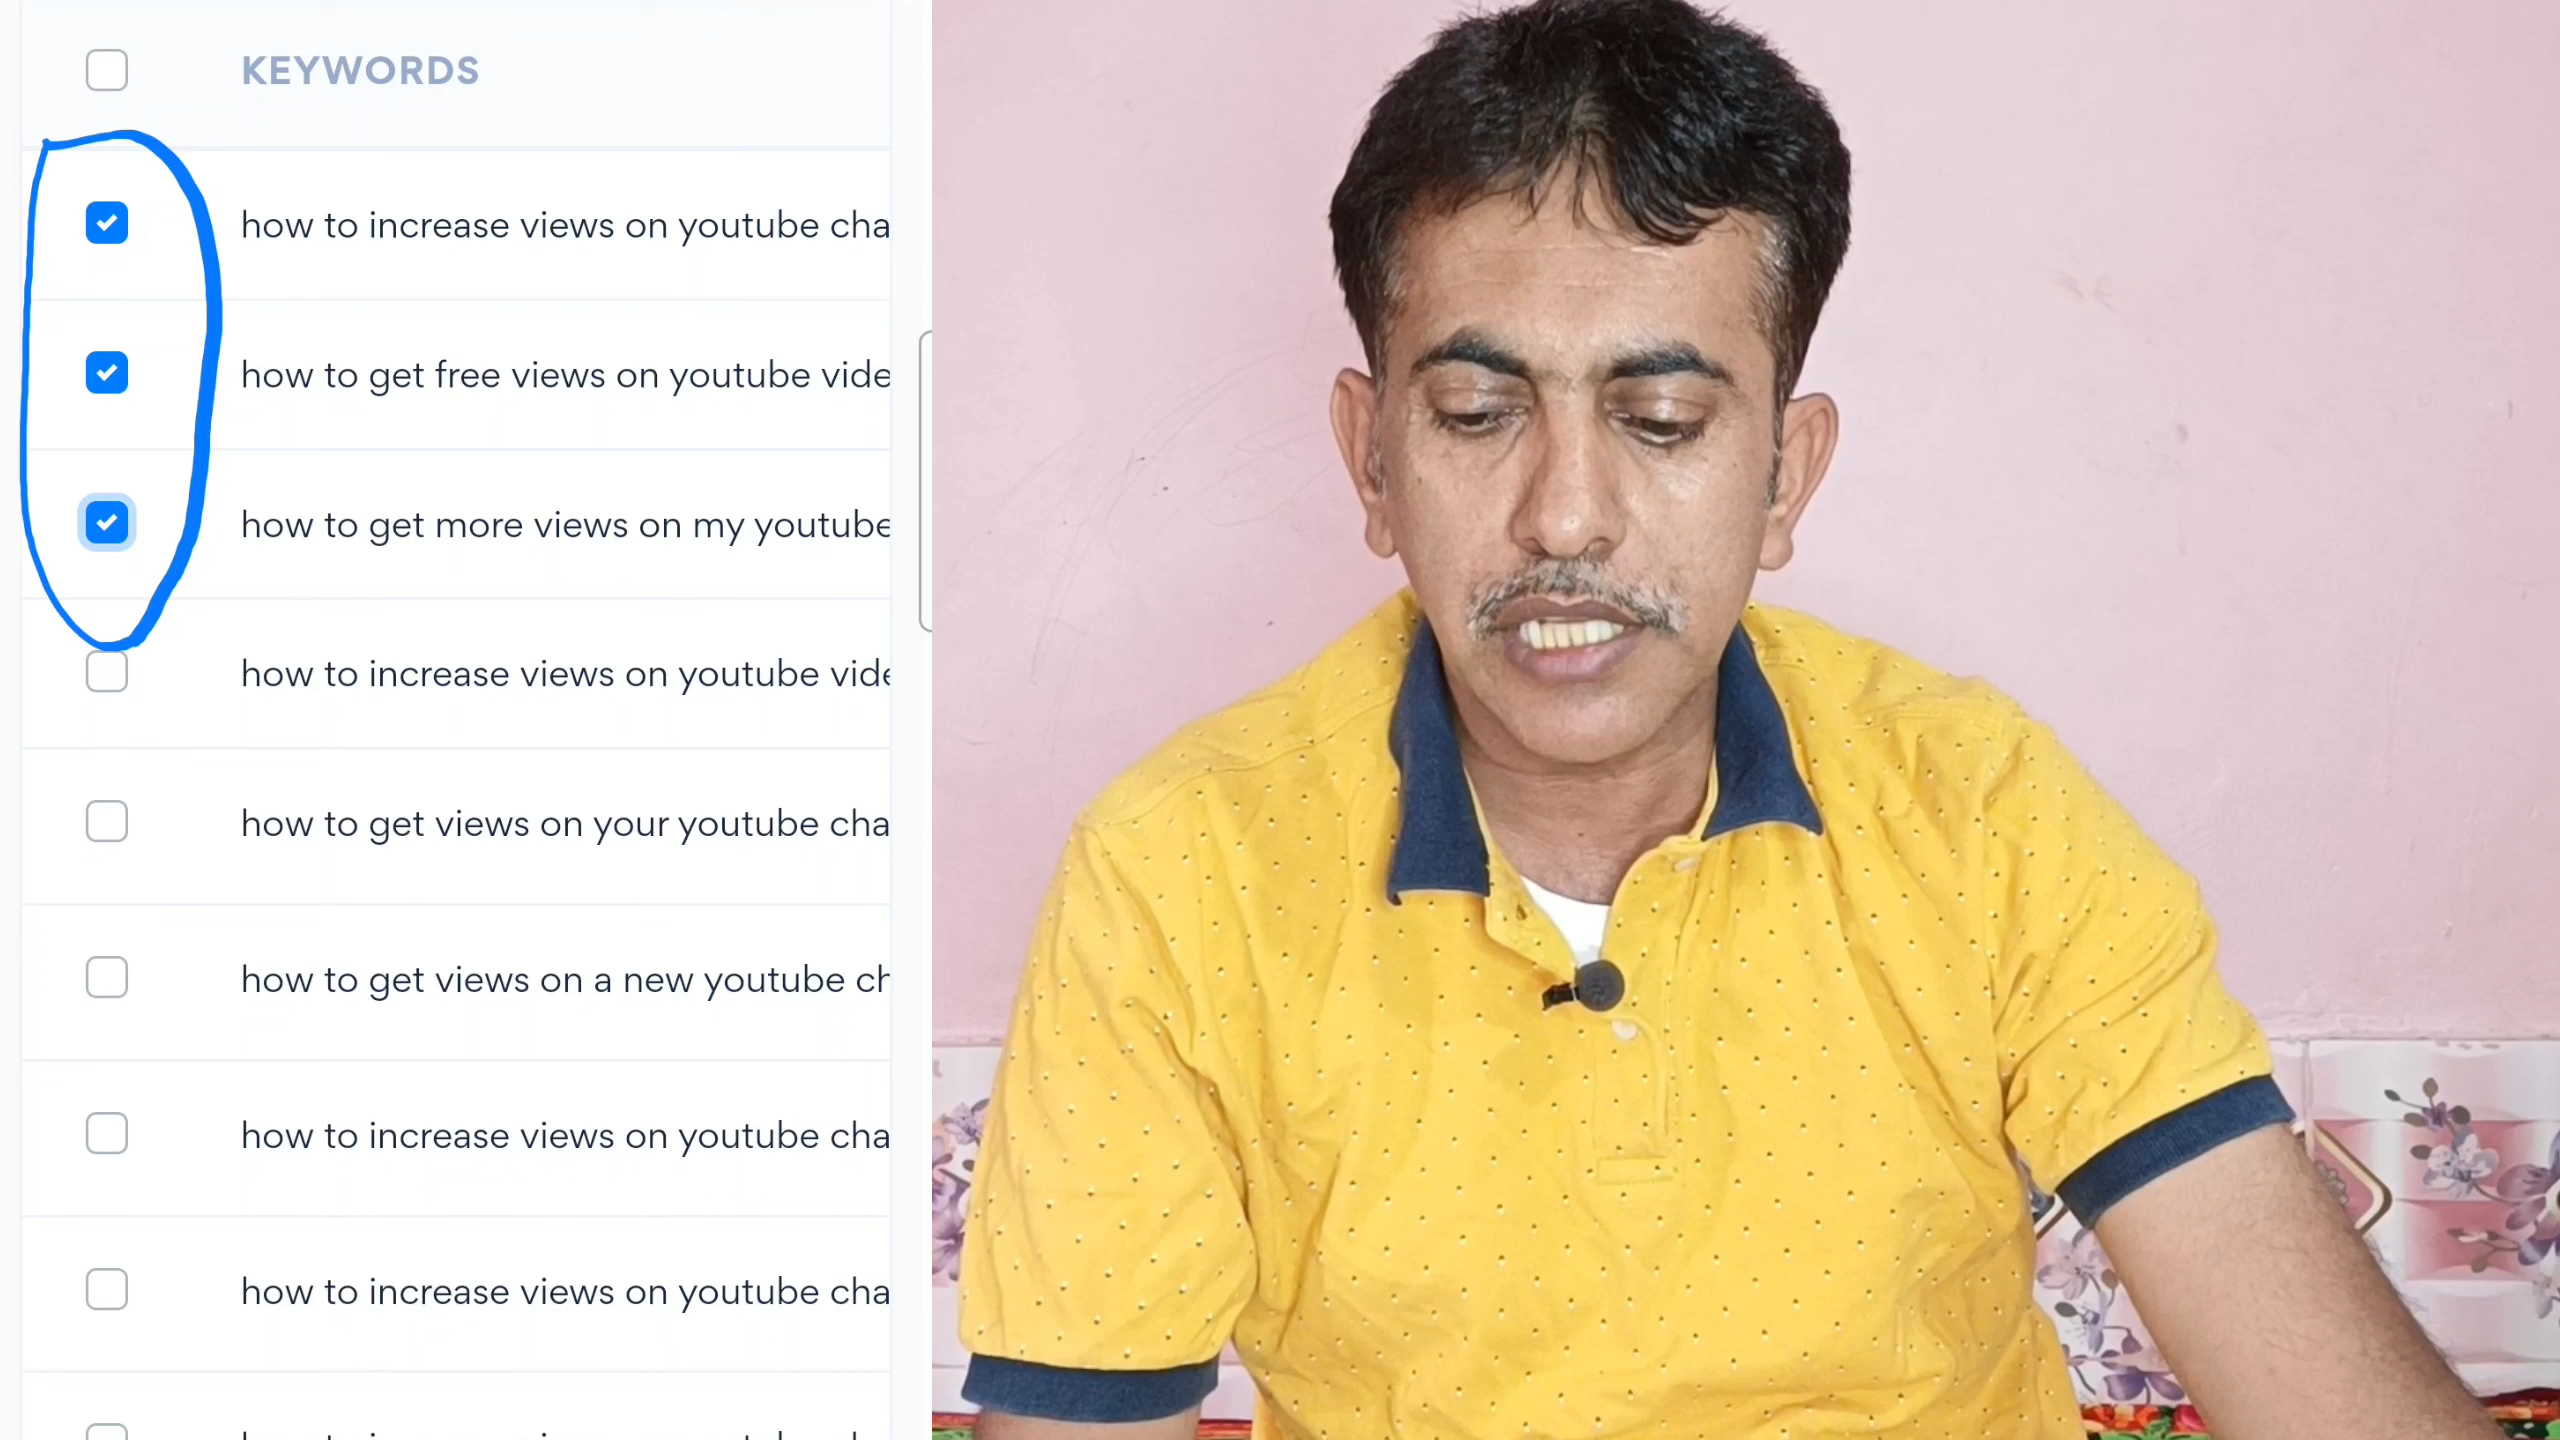 KEYWORDS
how to increase views on youtube cha
how to get free views on youtube vide
how to get more views on my youtube
how to increase views on youtube vide
how to get views on your youtube cha
how to get views on a new youtube ch
how to increase views on youtube cha
how to increase views on youtube cha